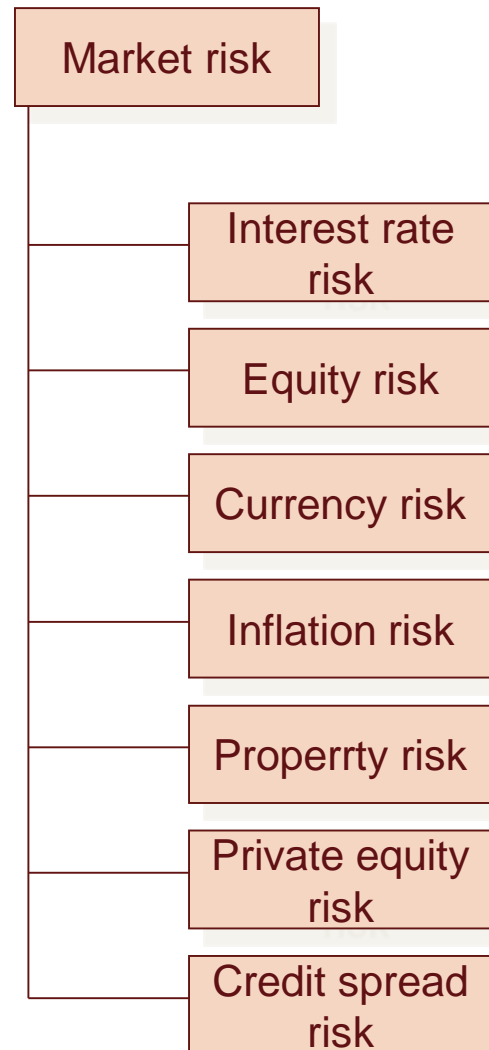 Market risk
Interest rate
risk
Equity risk
Currency risk
Inflation risk
Properrty risk
Private equity
risk
Credit spread
risk